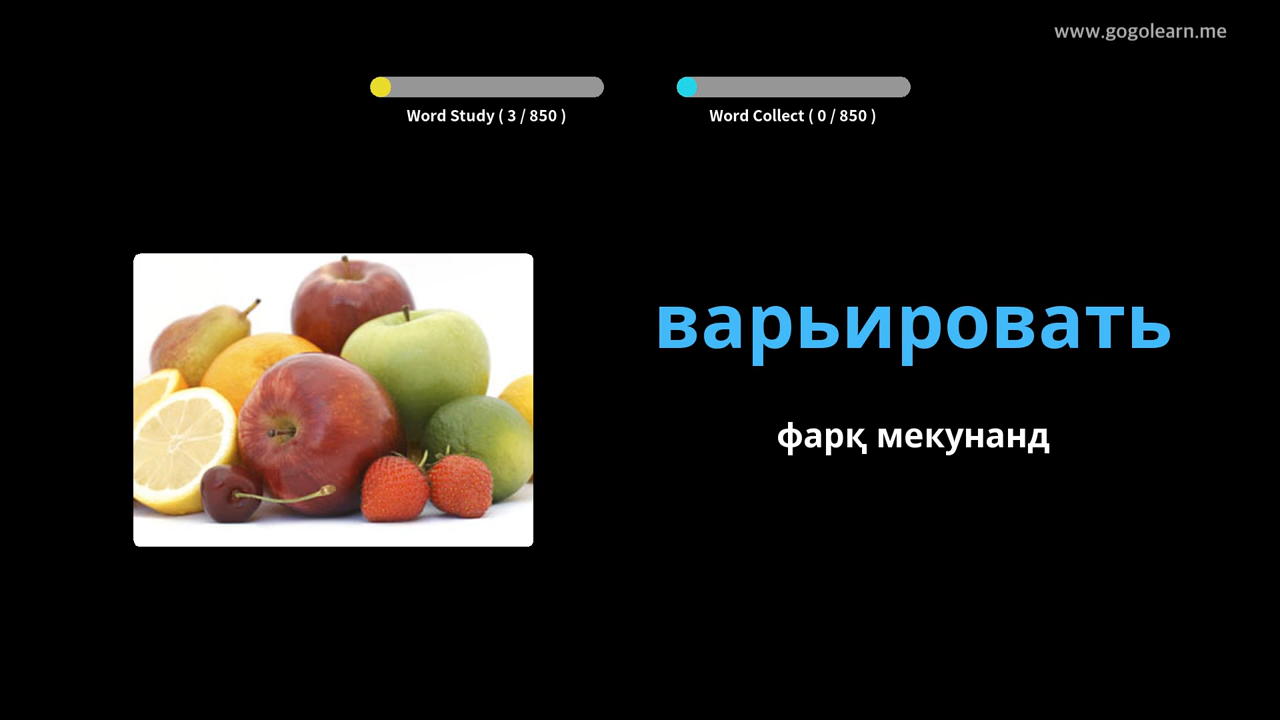 www.gogolearn.me
Word Study ( 3 / 850 )
Word Collect ( 0 / 850 )
варьировать
фарқ мекунанд